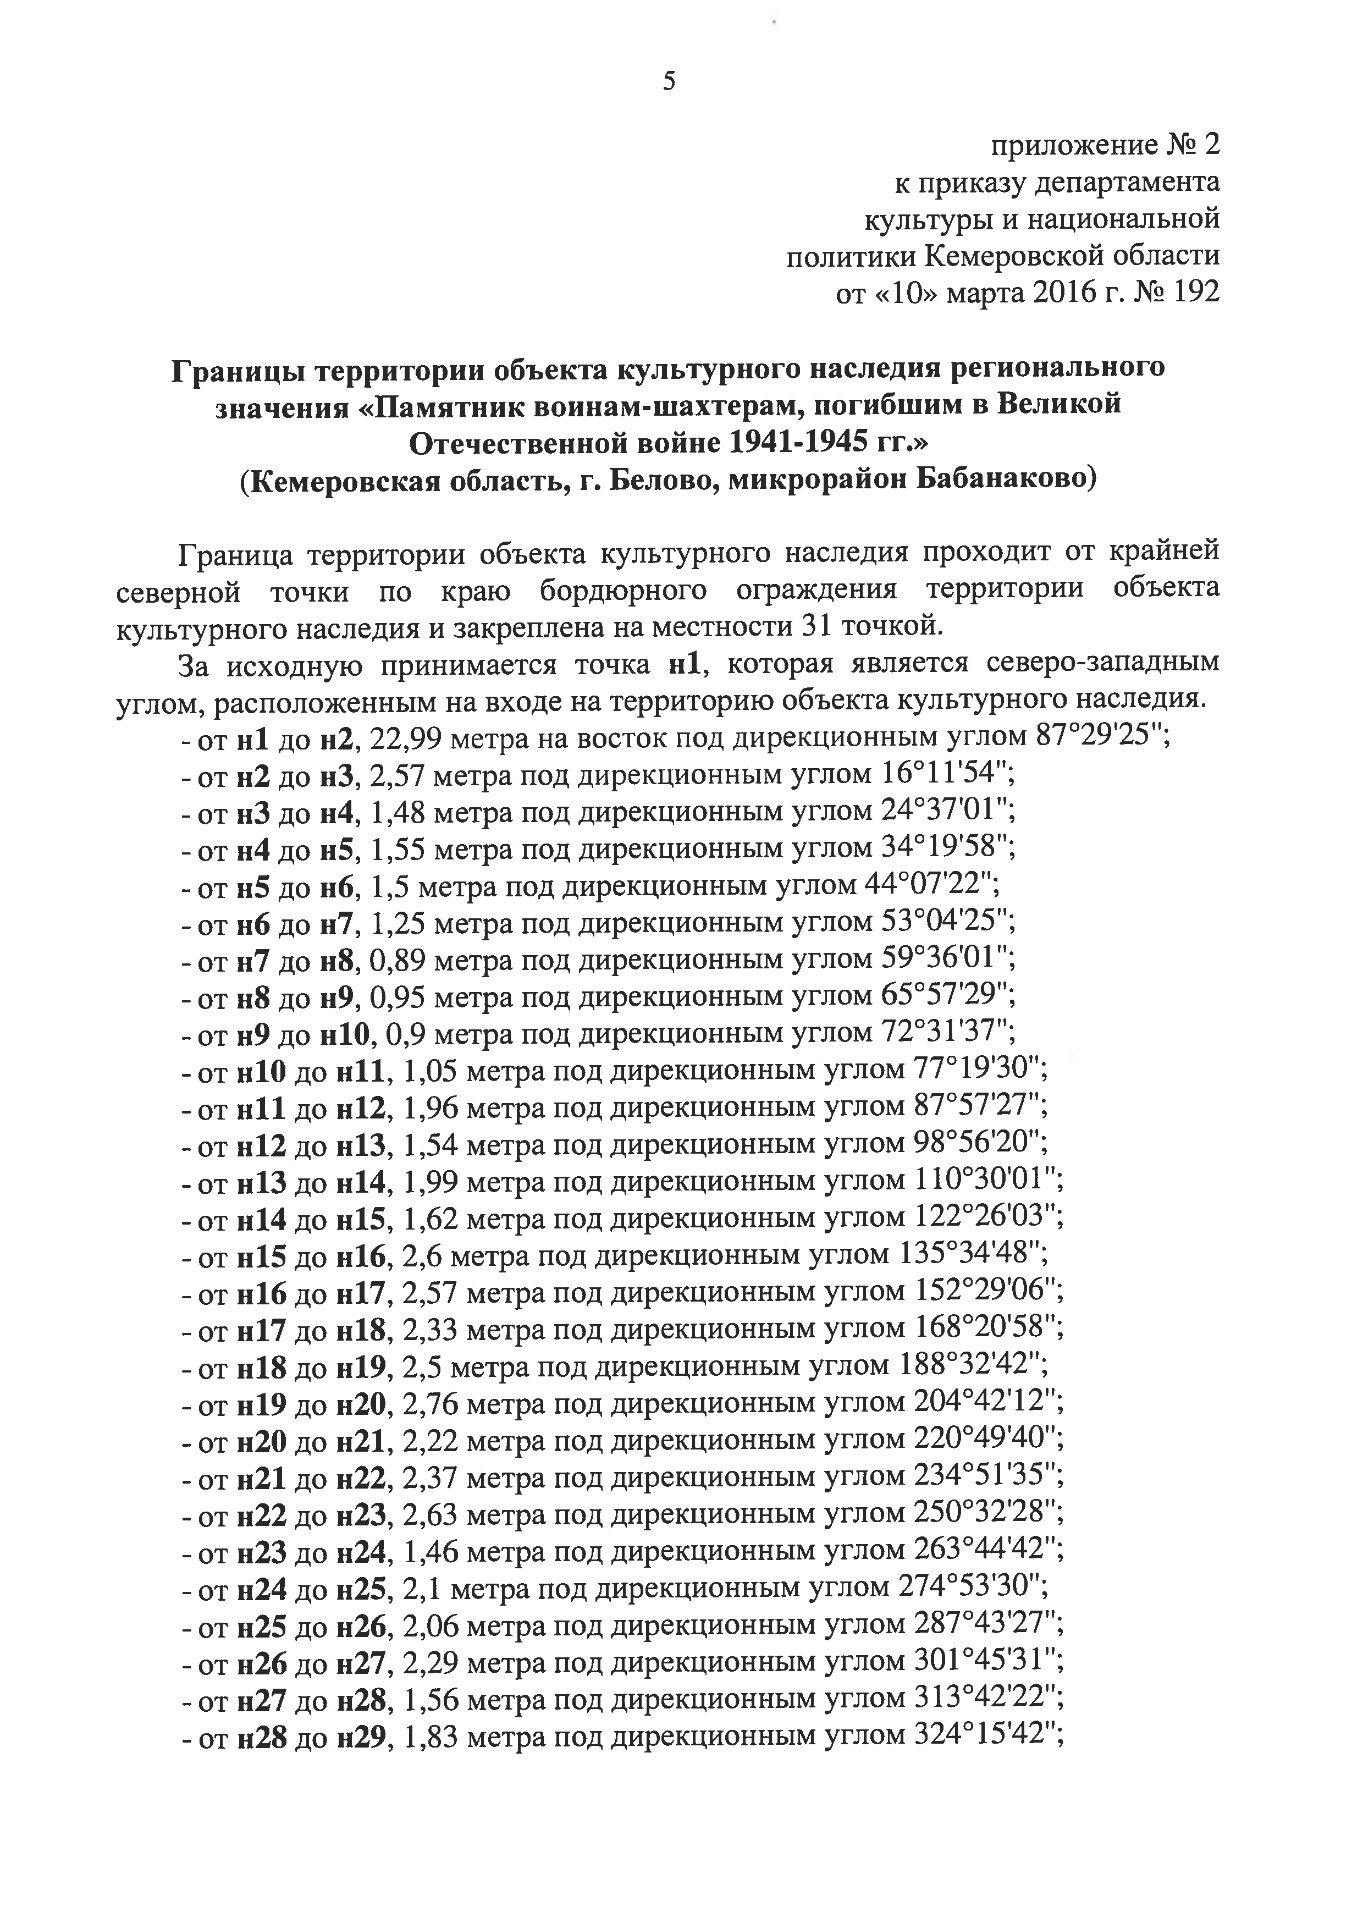 5
приложение № 2
к приказу департамента
культуры и национальной
политики Кемеровской области
от «10» марта 2016 г. № 192
Границы территории объекта культурного наследия регионального
значения «Памятник воинам-шахтерам, погибшим в Великой
Отечественной войне 1941-1945 гг.»
(Кемеровская область, г. Белово, микрорайон Бабанаково)
Граница территории объекта культурного наследия проходит от крайней
северной точки по краю бордюрного ограждения территории объекта
культурного наследия и закреплена на местности 31 точкой.
За исходную принимается точка н1, которая является северо-западным
углом, расположенным на входе на территорию объекта культурного наследия.
- от н1 до н2, 22,99 метра на восток под дирекционным углом 87°29'25";
- от н2 до н3, 2,57 метра под дирекционным углом 16°11'54";
- от н3 до н4, 1,48 метра под дирекционным углом 24°37'01";
- от н4 до н5, 1,55 метра под дирекционным углом 34°19'58";
- от н5 до н6, 1,5 метра под дирекционным углом 44°07'22";
- от н6 до н7, 1,25 метра под дирекционным углом 53°04'25";
- от н7 до н8, 0,89 метра под дирекционным углом 59°36'01";
- от н8 до н9, 0,95 метра под дирекционным углом 65°57'29";
- от н9 до н10, 0,9 метра под дирекционным углом 72°31'37";
- от н10 до н11, 1,05 метра под дирекционным углом 77°19'30";
- от н11 до н12, 1,96 метра под дирекционным углом 87°57'27";
- от н12 до н13, 1,54 метра под дирекционным углом 98°56'20";
- от н13 до н14, 1,99 метра под дирекционным углом 110°30'01";
- от н14 до н15, 1,62 метра под дирекционным углом 122°26'03";
- от н15 до н16, 2,6 метра под дирекционным углом 135°34'48";
- от н16 до н17, 2,57 метра под дирекционным углом 152°29'06";
- от н17 до н18, 2,33 метра под дирекционным углом 168°20'58";
- от н18 до н19, 2,5 метра под дирекционным углом 188°32'42";
- от н19 до н20, 2,76 метра под дирекционным углом 204°42'12";
- от н20 до н21, 2,22 метра под дирекционным углом 220°49'40";
- от н21 до н22, 2,37 метра под дирекционным углом 234°51'35";
- от н22 до н23, 2,63 метра под дирекционным углом 250°32'28";
- от н23 до н24, 1,46 метра под дирекционным углом 263°44'42";
- от н24 до н25, 2,1 метра под дирекционным углом 274°53'30";
- от н25 до н26, 2,06 метра под дирекционным углом 287°43'27";
- от н26 до н27, 2,29 метра под дирекционным углом 301°45'31";
- от н27 до н28, 1,56 метра под дирекционным углом 313°42'22";
- от н28 до н29, 1,83 метра под дирекционным углом 324°15'42";